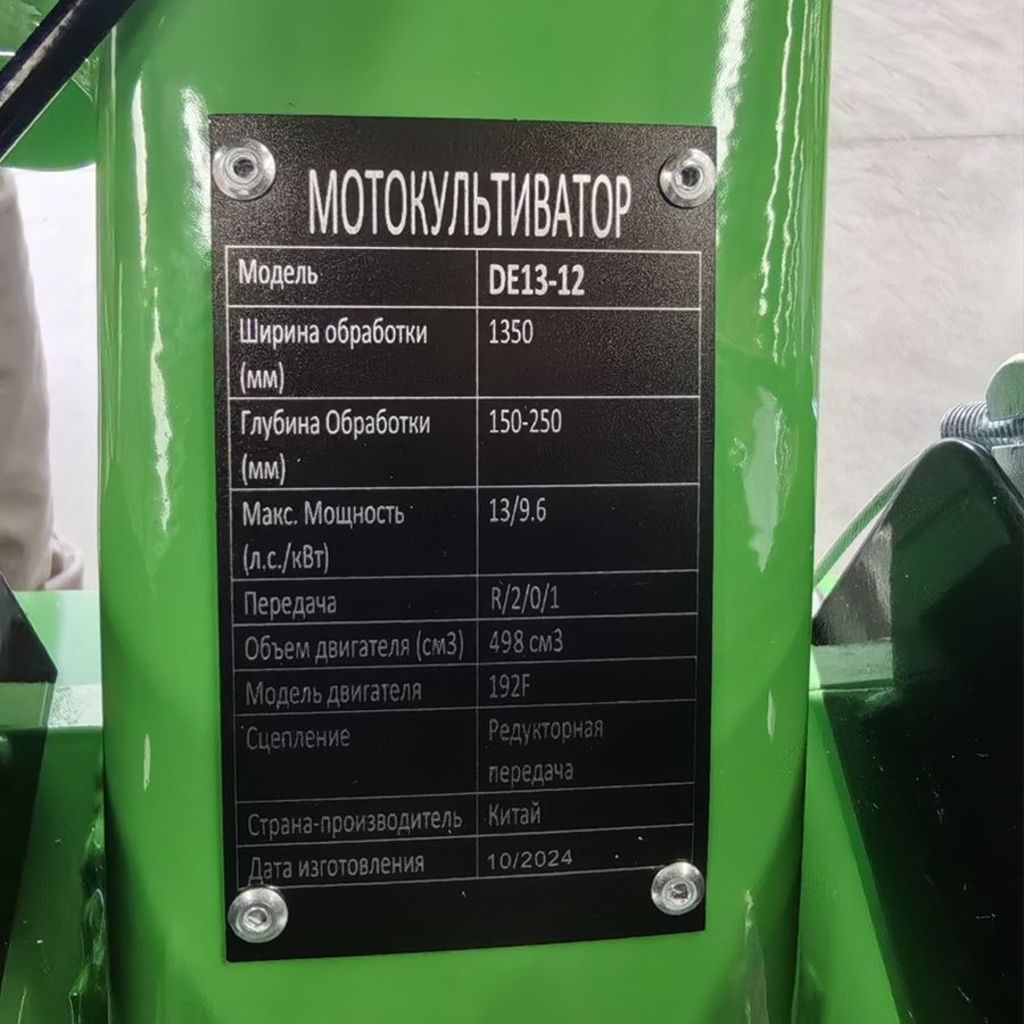 МОТОКУЛЬТИВАТОР
Модель DE13-12
Ширина обработки 1350
(мм)
Глубина Обработки 150-250
(мм)
Макс. Мощность 13/9.6
(л.с./кВт)
Передача R/2/0/1
Объем двигателя (см3) 498 см3
Модель двигателя 192F
Сцепление Редукторная
передача
Страна-производитель Китай
Дата изготовления 10/2024